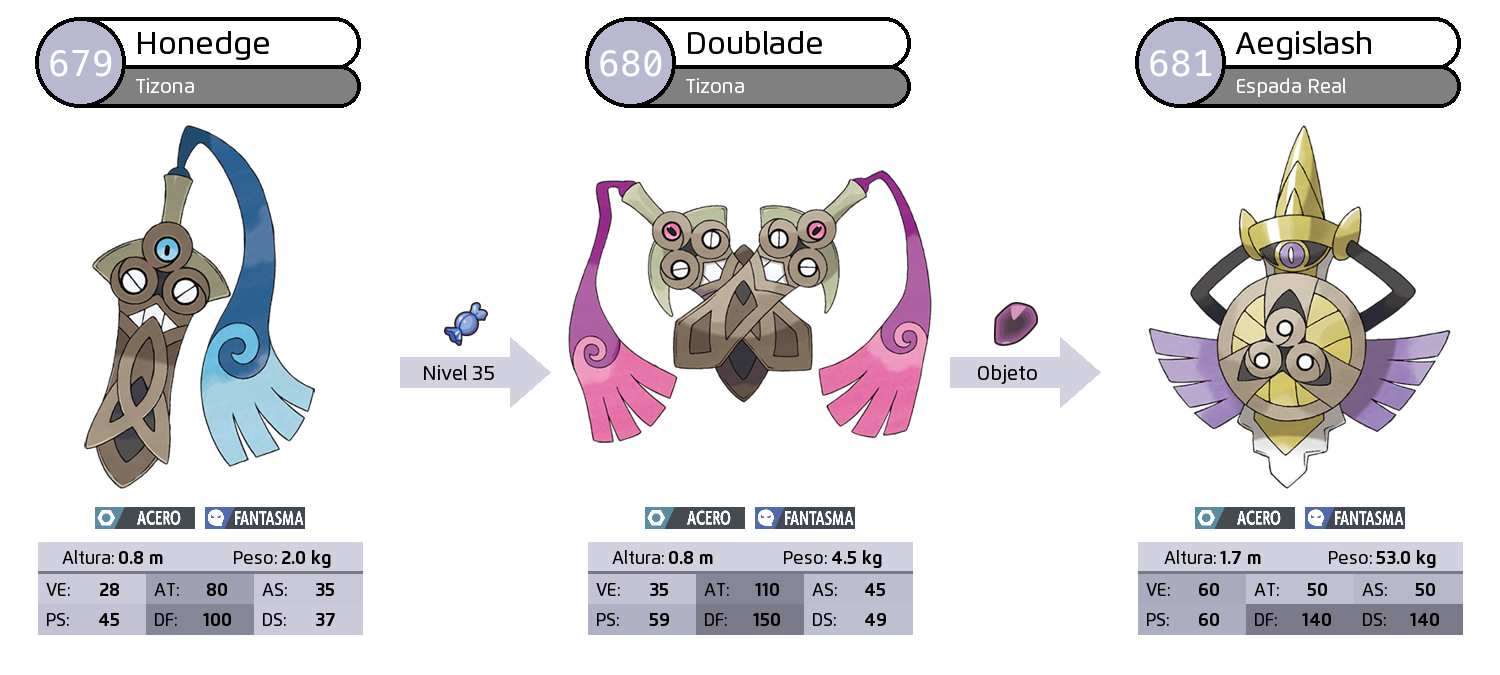 679 Honedge
Tizona
680 Doublade
Tizona
681 Aegislash
Espada Real
Nivel 35
Objeto
ACERO FANTASMA
Altura: 0.8 m Peso: 2.0 kg
VE: 28 AT: 80 AS: 35
PS: 45 DF: 100 DS: 37
ACERO FANTASMA
Altura: 0.8 m Peso: 4.5 kg
VE: 35 AT: 110 AS: 45
PS: 59 DF: 150 DS: 49
ACERO FANTASMA
Altura: 1.7 m Peso: 53.0 kg
VE: 60 AT: 50 AS: 50
PS: 60 DF: 140 DS: 140